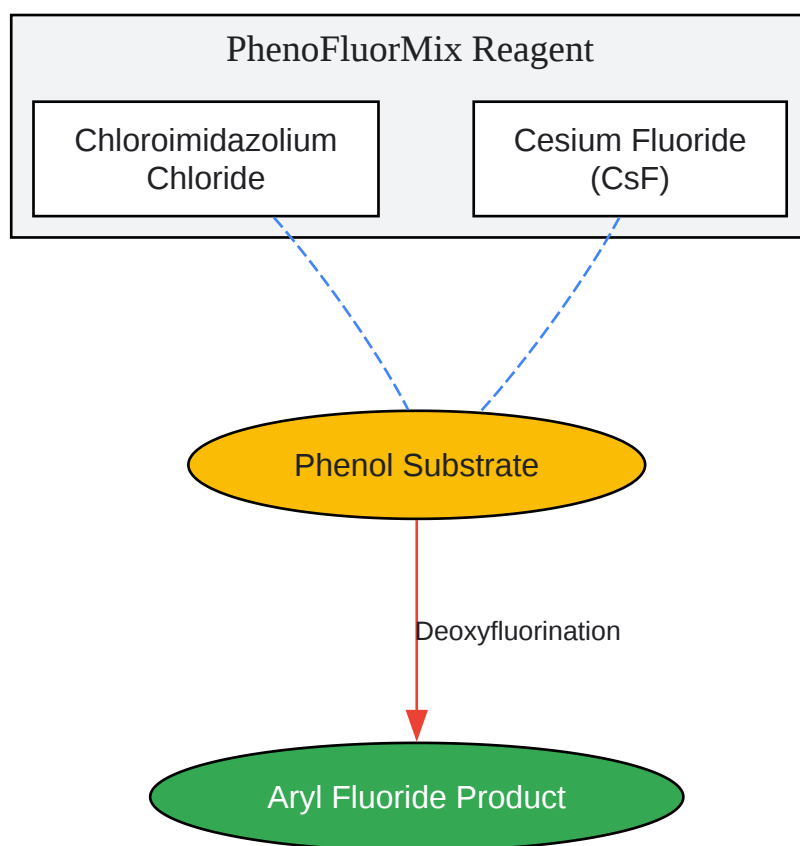 PhenoFluorMix Reagent
Chloroimidazolium
Chloride
Cesium Fluoride
(CsF)
Phenol Substrate
Deoxyfluorination
Aryl Fluoride Product